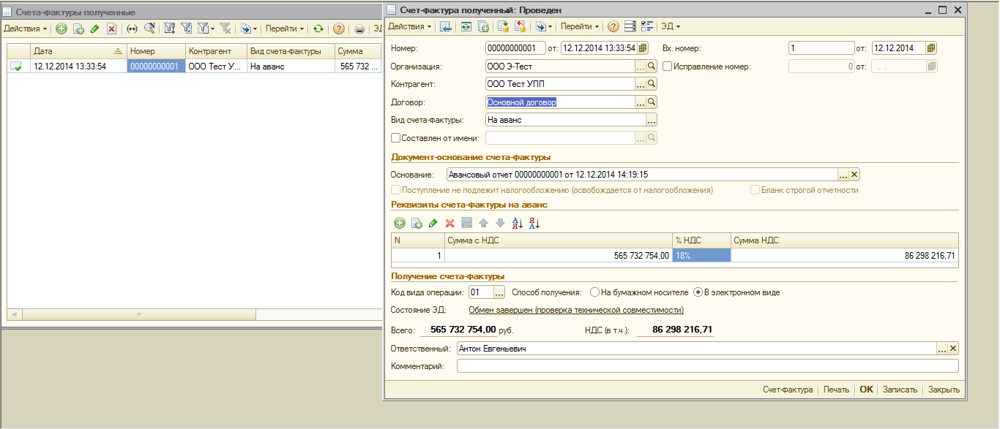 Счета-фактуры полученные
Действия
Перейти
ЭД
Дата Номер Контрагент Вид счета-фактуры Сумма
12.12.2014 13:33:54 00000000001 ООО Тест У... На аванс 565 732 ...
Счет-фактура полученный: Проведен
Действия
Перейти
ЭД
Номер: 00000000001 от: 12.12.2014 13:33:54 Вх. номер: 1 от: 12.12.2014
Организация: ООО Э-Тест ... Исправление номер: 0 от: . .
Контрагент: ООО Тест УПП ...
Договор: Основной договор ...
Вид счета-фактуры: На аванс ...
Составлен от имени: ...
Документ-основание счета-фактуры
Основание: Авансовый отчет 00000000001 от 12.12.2014 14:19:15 ...
Поступление не подлежит налогообложению (освобождается от налогообложения) Бланк строгой отчетности
Реквизиты счета-фактуры на аванс
N Сумма с НДС % НДС Сумма НДС
1 565 732 754,00 18% 86 298 216,71
Получение счета-фактуры
Код вида операции: 01 ... Способ получения: На бумажном носителе В электронном виде
Состояние ЭД: Обмен завершен (проверка технической совместимости)
Всего: 565 732 754,00 руб. НДС (в т.ч.): 86 298 216,71
Ответственный: Антон Евгеньевич ...
Комментарий:
Счет-фактура Печать ОК Записать Закрыть